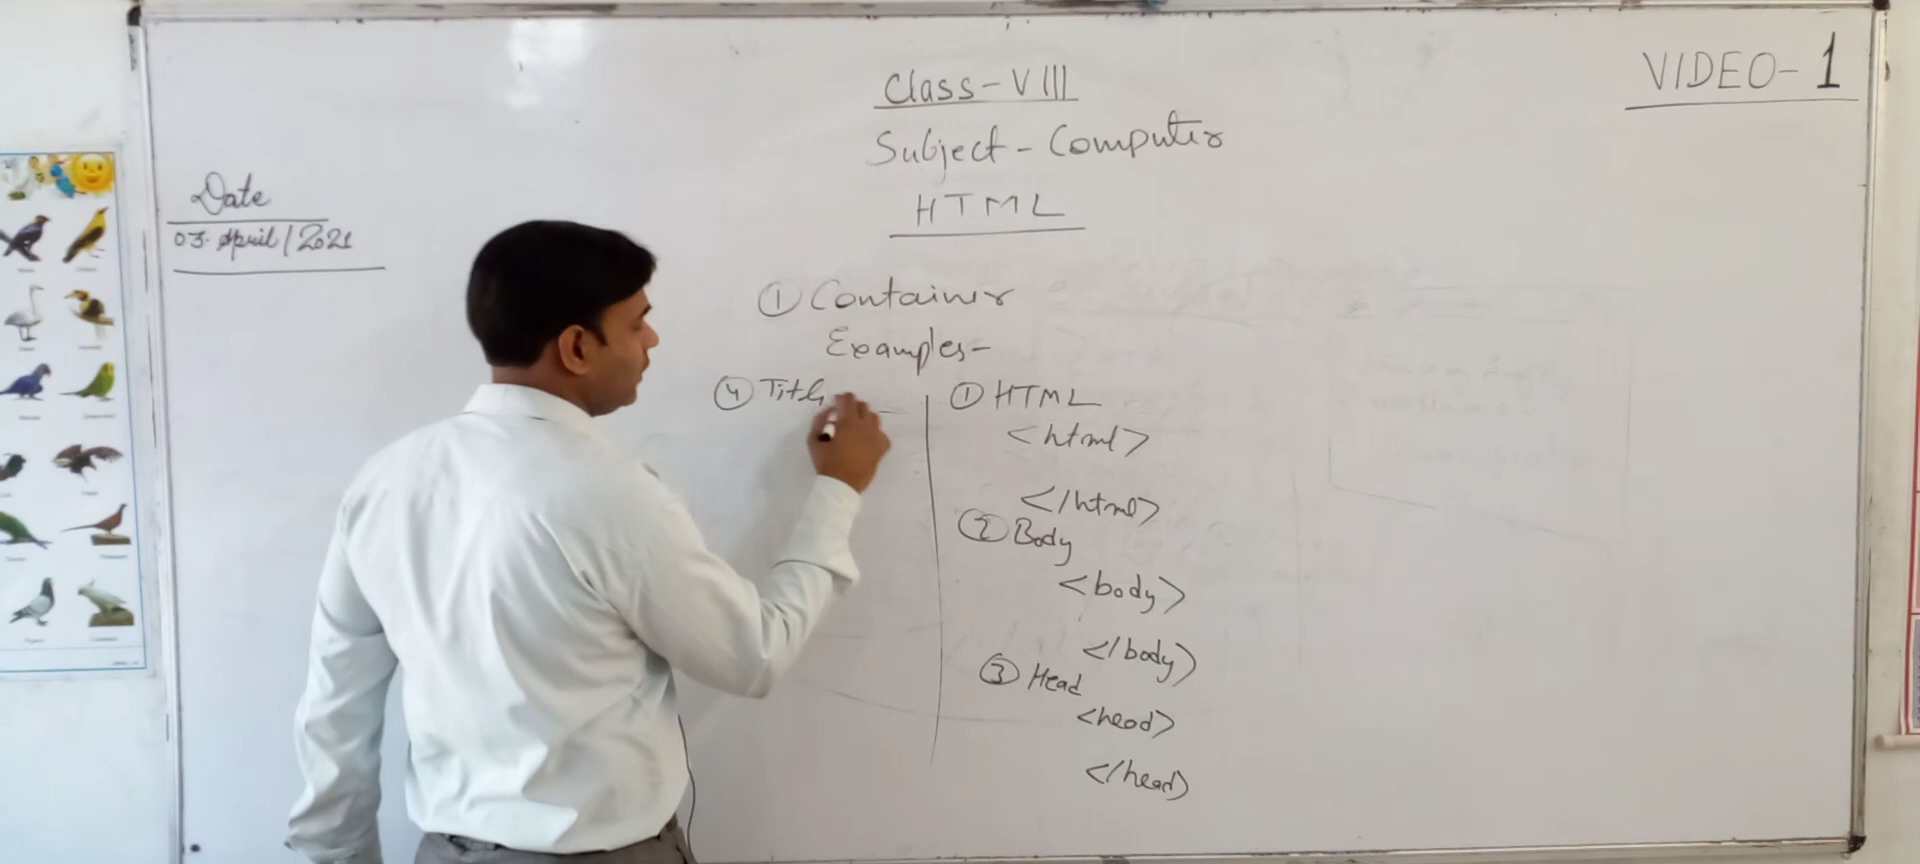 VIDEO-1
Class-VIII
Subject-Computer
HTML
Date
03. April/2021
① Container
Examples-
① HTML
<html>
</html>
② Body
<body>
</body>
③ Head
<head>
</head>
④ Title